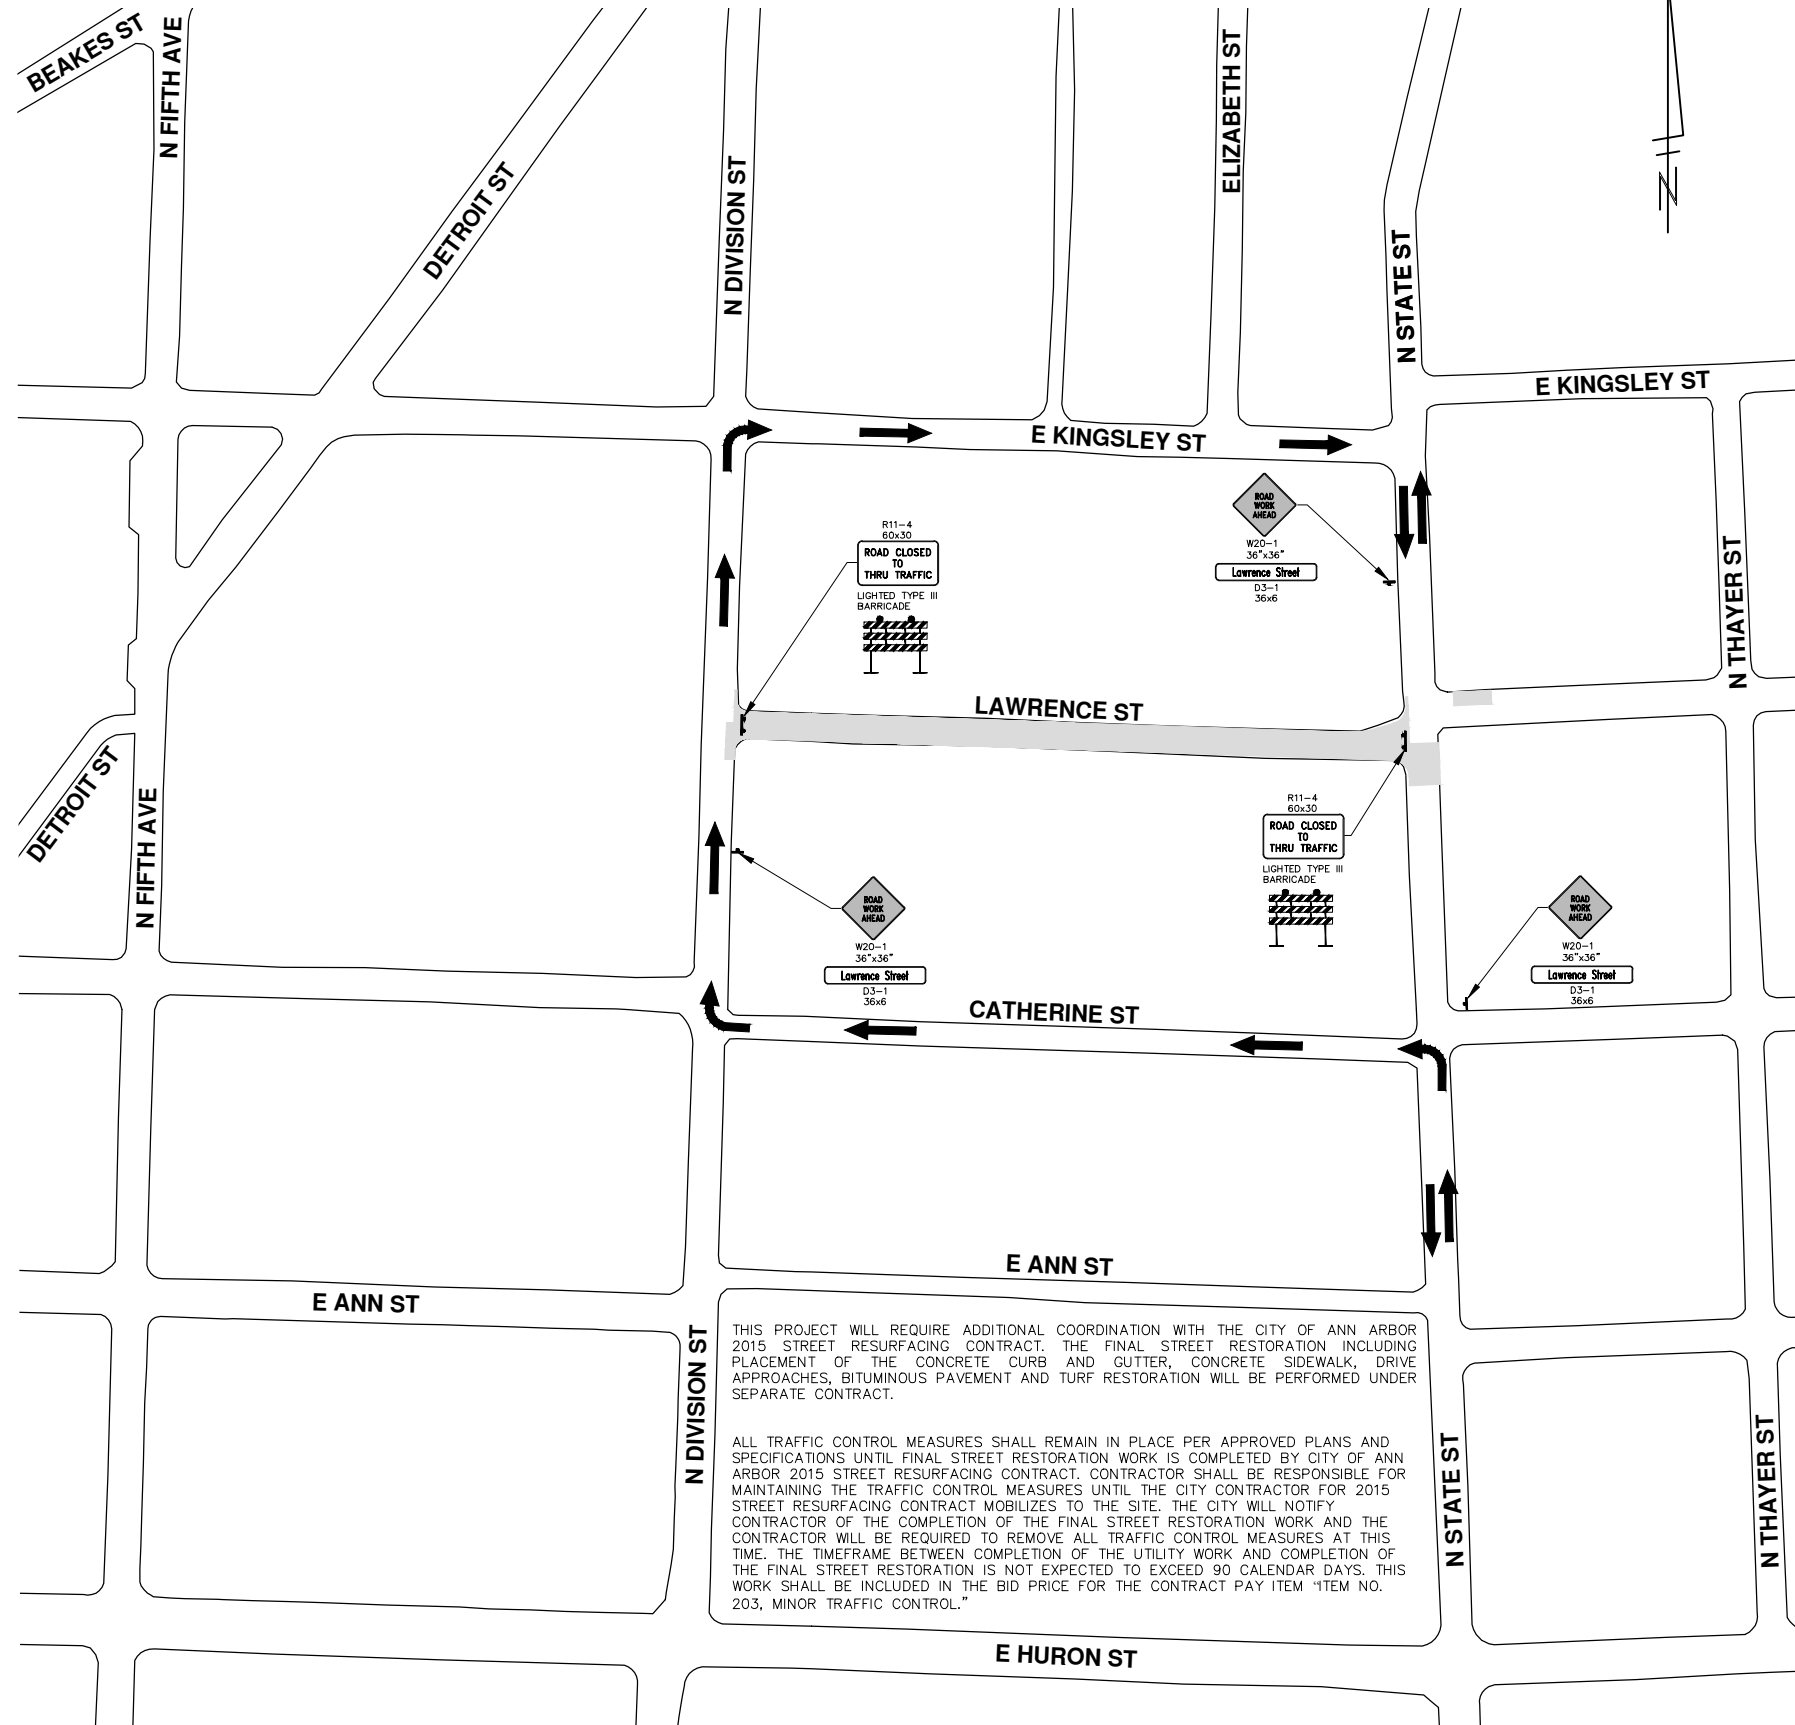 BEAKES ST
N FIFTH AVE
DETROIT ST
N DIVISION ST
ELIZABETH ST
N STATE ST
N
E KINGSLEY ST
E KINGSLEY ST
ROAD
WORK
AHEAD
W20-1
36"x36"
Lawrence Street
D3-1
36x6
R11-4
60x30
ROAD CLOSED
TO
THRU TRAFFIC
LIGHTED TYPE III
BARRICADE
N THAYER ST
LAWRENCE ST
DETROIT ST
N FIFTH AVE
R11-4
60x30
ROAD CLOSED
TO
THRU TRAFFIC
LIGHTED TYPE III
BARRICADE
ROAD
WORK
AHEAD
W20-1
36"x36"
Lawrence Street
D3-1
36x6
ROAD
WORK
AHEAD
W20-1
36"x36"
Lawrence Street
D3-1
36x6
CATHERINE ST
E ANN ST
E ANN ST
N DIVISION ST
THIS PROJECT WILL REQUIRE ADDITIONAL COORDINATION WITH THE CITY OF ANN ARBOR
2015 STREET RESURFACING CONTRACT. THE FINAL STREET RESTORATION INCLUDING
PLACEMENT OF THE CONCRETE CURB AND GUTTER, CONCRETE SIDEWALK, DRIVE
APPROACHES, BITUMINOUS PAVEMENT AND TURF RESTORATION WILL BE PERFORMED UNDER
SEPARATE CONTRACT.
ALL TRAFFIC CONTROL MEASURES SHALL REMAIN IN PLACE PER APPROVED PLANS AND
SPECIFICATIONS UNTIL FINAL STREET RESTORATION WORK IS COMPLETED BY CITY OF ANN
ARBOR 2015 STREET RESURFACING CONTRACT. CONTRACTOR SHALL BE RESPONSIBLE FOR
MAINTAINING THE TRAFFIC CONTROL MEASURES UNTIL THE CITY CONTRACTOR FOR 2015
STREET RESURFACING CONTRACT MOBILIZES TO THE SITE. THE CITY WILL NOTIFY
CONTRACTOR OF THE COMPLETION OF THE FINAL STREET RESTORATION WORK AND THE
CONTRACTOR WILL BE REQUIRED TO REMOVE ALL TRAFFIC CONTROL MEASURES AT THIS
TIME. THE TIMEFRAME BETWEEN COMPLETION OF THE UTILITY WORK AND COMPLETION OF
THE FINAL STREET RESTORATION IS NOT EXPECTED TO EXCEED 90 CALENDAR DAYS. THIS
WORK SHALL BE INCLUDED IN THE BID PRICE FOR THE CONTRACT PAY ITEM "ITEM NO.
203, MINOR TRAFFIC CONTROL."
N STATE ST
N THAYER ST
E HURON ST